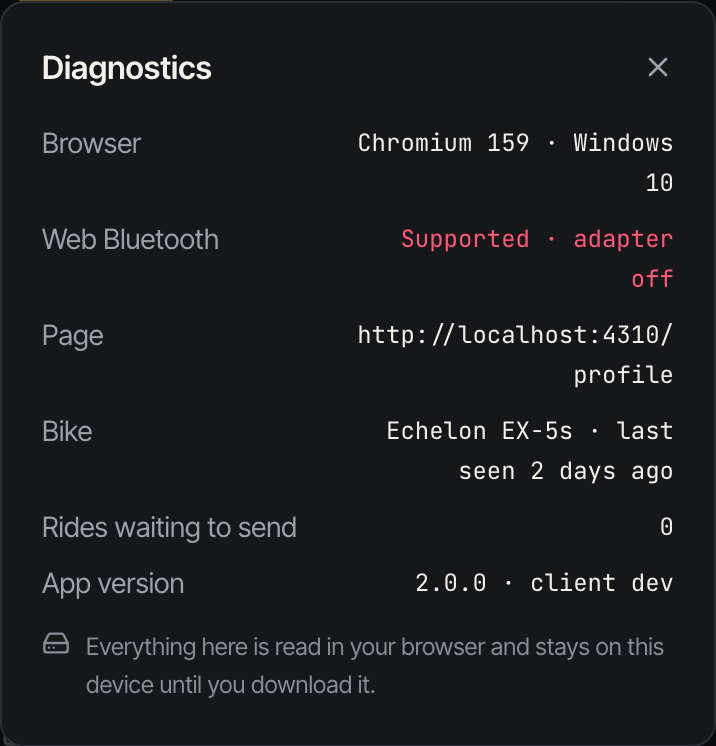 Diagnostics
Browser Chromium 159 · Windows
10
Web Bluetooth Supported · adapter
off
Page http://localhost:4310/
profile
Bike Echelon EX-5s · last
seen 2 days ago
Rides waiting to send 0
App version 2.0.0 · client dev
Everything here is read in your browser and stays on this
device until you download it.